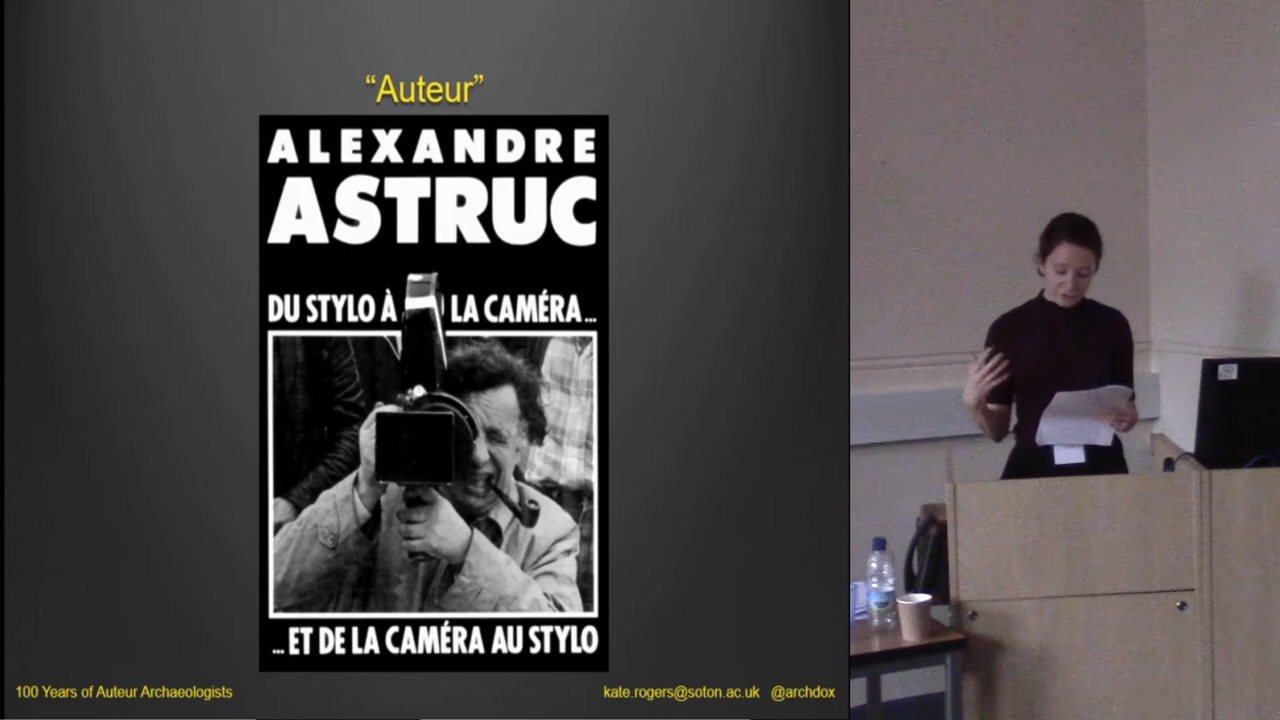 “Auteur”
ALEXANDRE
ASTRUC
DU STYLO À LA CAMÉRA...
...ET DE LA CAMÉRA AU STYLO
100 Years of Auteur Archaeologists
kate.rogers@soton.ac.uk @archdox